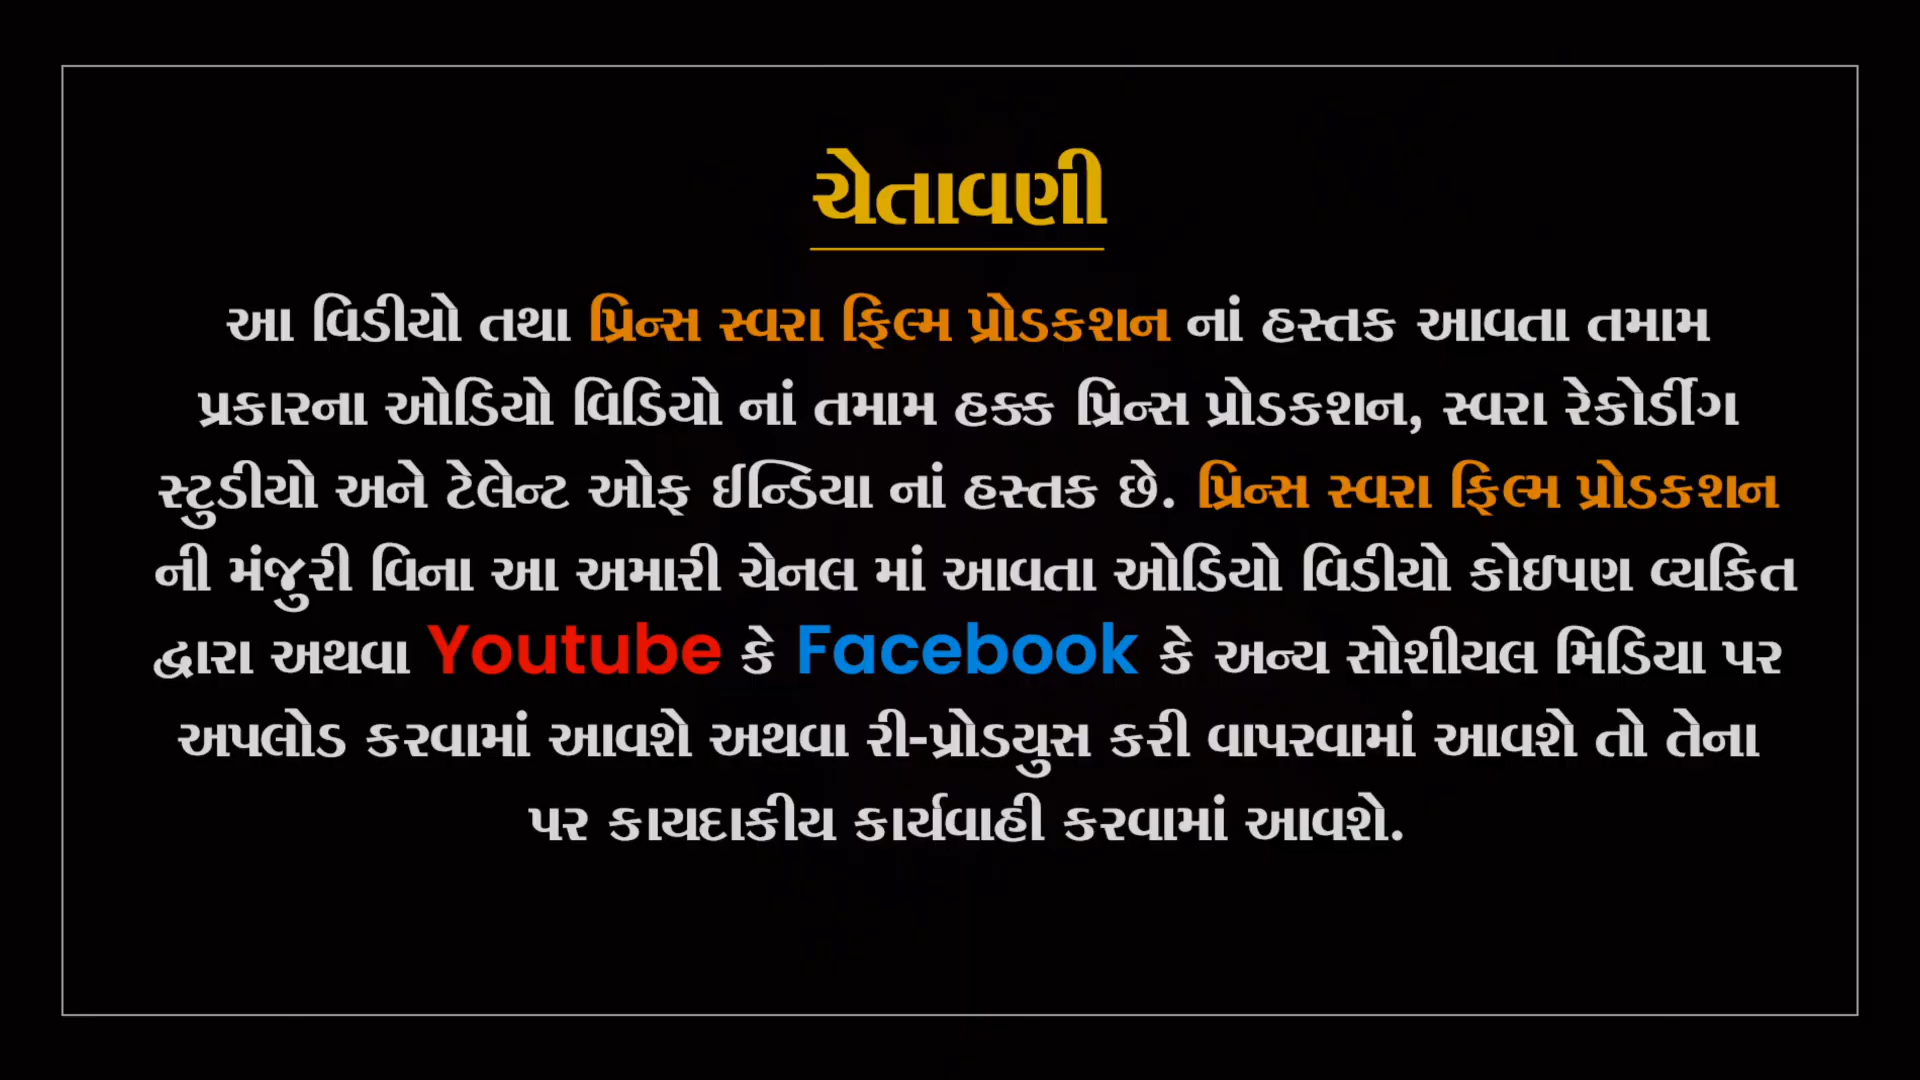 ચેતાવણી
આ વિડીયો તથા પ્રિન્સ સ્વરા ફિલ્મ પ્રોડકશન નાં હસ્તક આવતા તમામ
પ્રકારના ઓડિયો વિડિયો નાં તમામ હક્ક પ્રિન્સ પ્રોડકશન, સ્વરા રેકોર્ડીંગ
સ્ટુડીયો અને ટેલેન્ટ ઓફ ઈન્ડિયા નાં હસ્તક છે. પ્રિન્સ સ્વરા ફિલ્મ પ્રોડકશન
ની મંજુરી વિના આ અમારી ચેનલ માં આવતા ઓડિયો વિડીયો કોઇપણ વ્યકિત
દ્વારા અથવા Youtube કે Facebook કે અન્ય સોશીયલ મિડિયા પર
અપલોડ કરવામાં આવશે અથવા રી-પ્રોડયુસ કરી વાપરવામાં આવશે તો તેના
પર કાયદાકીય કાર્યવાહી કરવામાં આવશે.